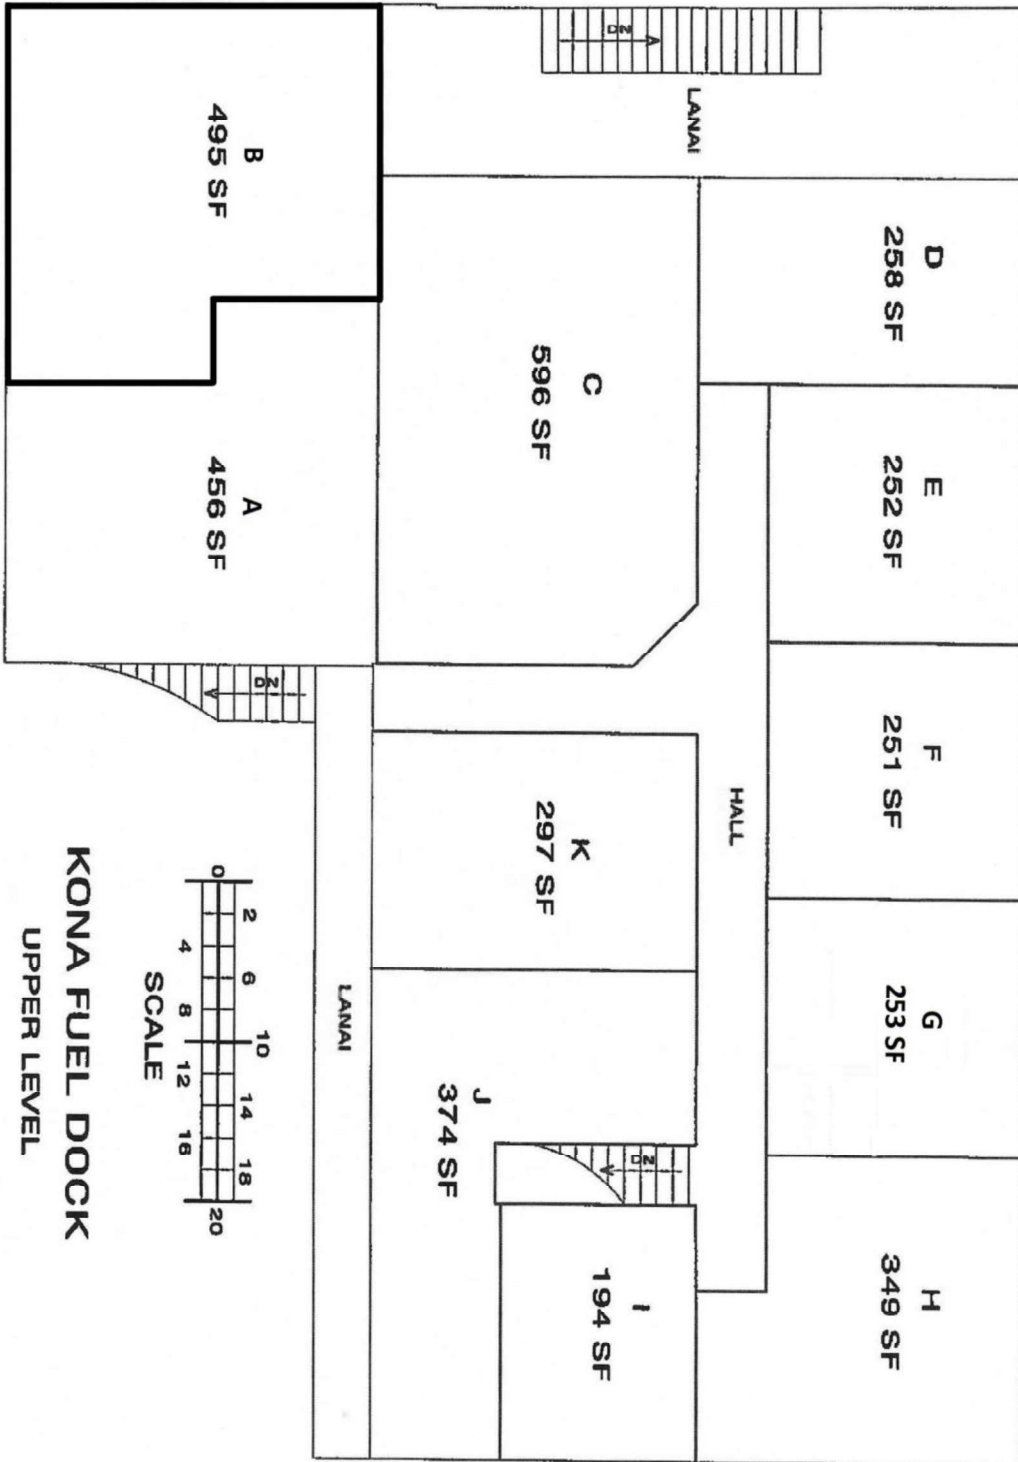 DN
LANAI
B
495 SF
D
258 SF
C
596 SF
E
252 SF
A
456 SF
DN
F
251 SF
HALL
K
297 SF
G
253 SF
LANAI
J
374 SF
DN
I
194 SF
H
349 SF
0 2 4 6 8 10 12 14 16 18 20
SCALE
KONA FUEL DOCK
UPPER LEVEL